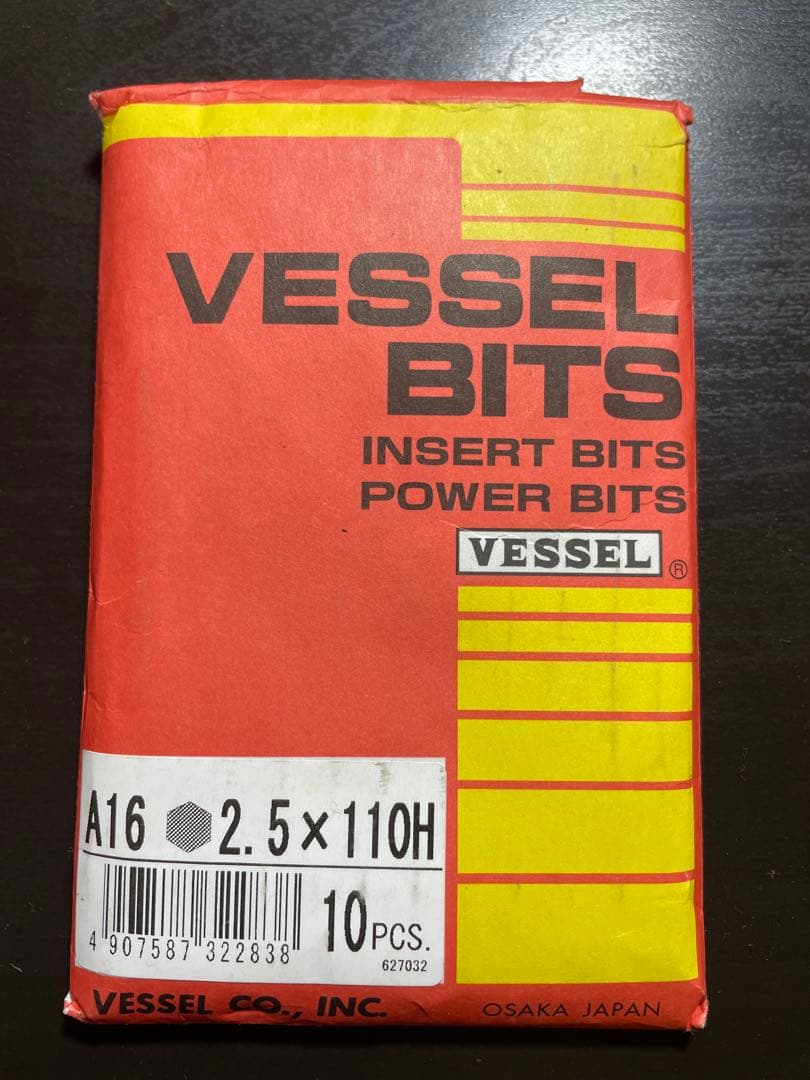 VESSEL
BITS
INSERT BITS
POWER BITS
VESSEL ®
A16 ⬢ 2.5×110H
4 907587 322838
10PCS.
627032
VESSEL CO., INC.
OSAKA JAPAN